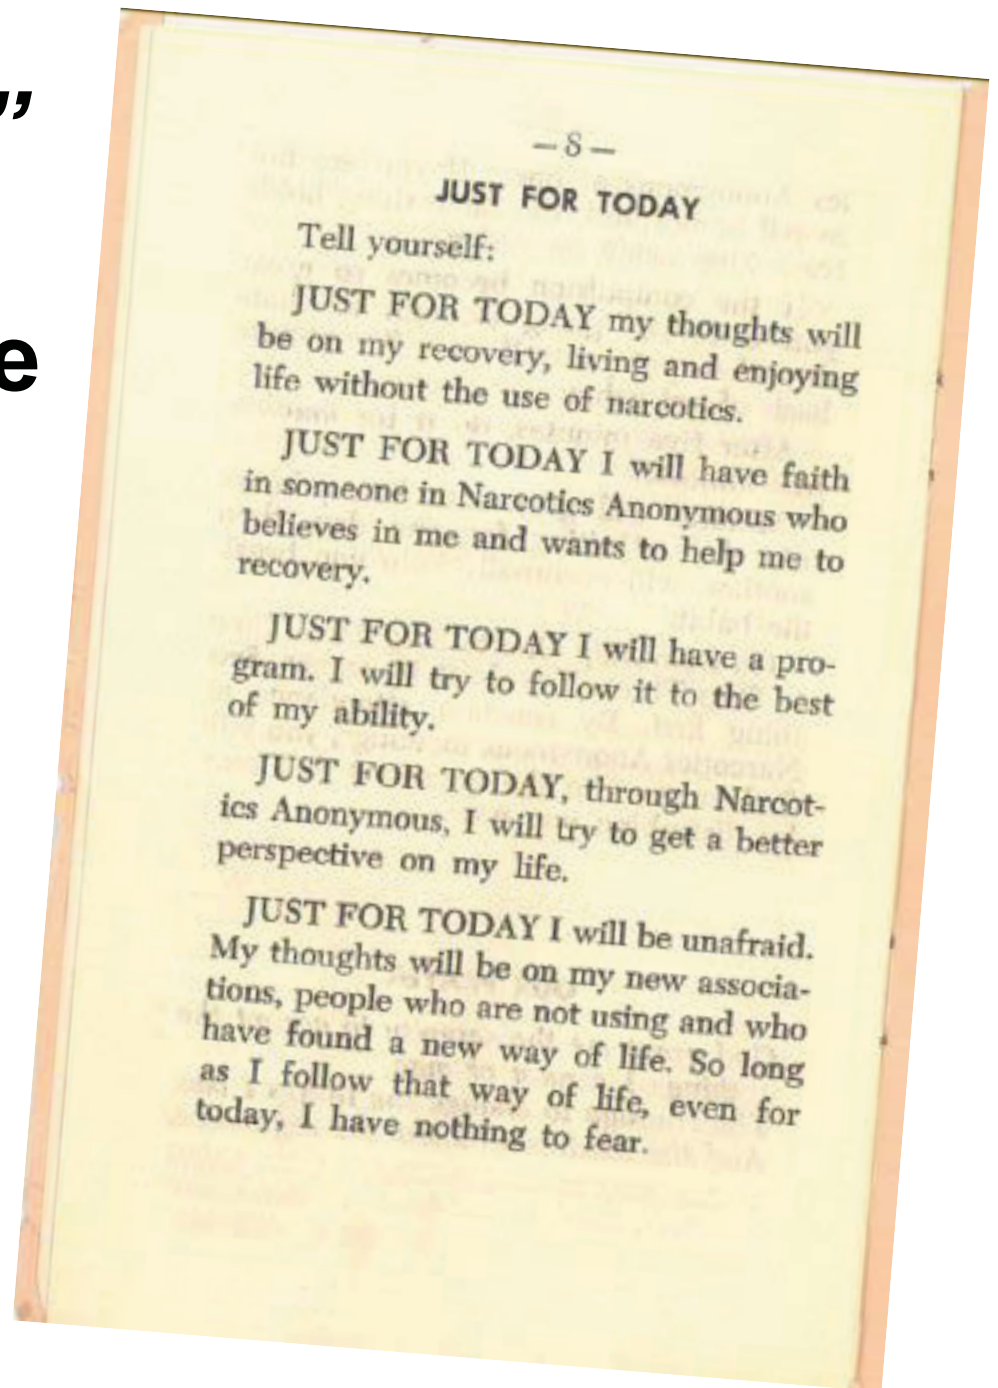 ”
e
— 8 —
JUST FOR TODAY
Tell yourself:
JUST FOR TODAY my thoughts will
be on my recovery, living and enjoying
life without the use of narcotics.
JUST FOR TODAY I will have faith
in someone in Narcotics Anonymous who
believes in me and wants to help me to
recovery.
JUST FOR TODAY I will have a pro-
gram. I will try to follow it to the best
of my ability.
JUST FOR TODAY, through Narcot-
ics Anonymous, I will try to get a better
perspective on my life.
JUST FOR TODAY I will be unafraid.
My thoughts will be on my new associa-
tions, people who are not using and who
have found a new way of life. So long
as I follow that way of life, even for
today, I have nothing to fear.